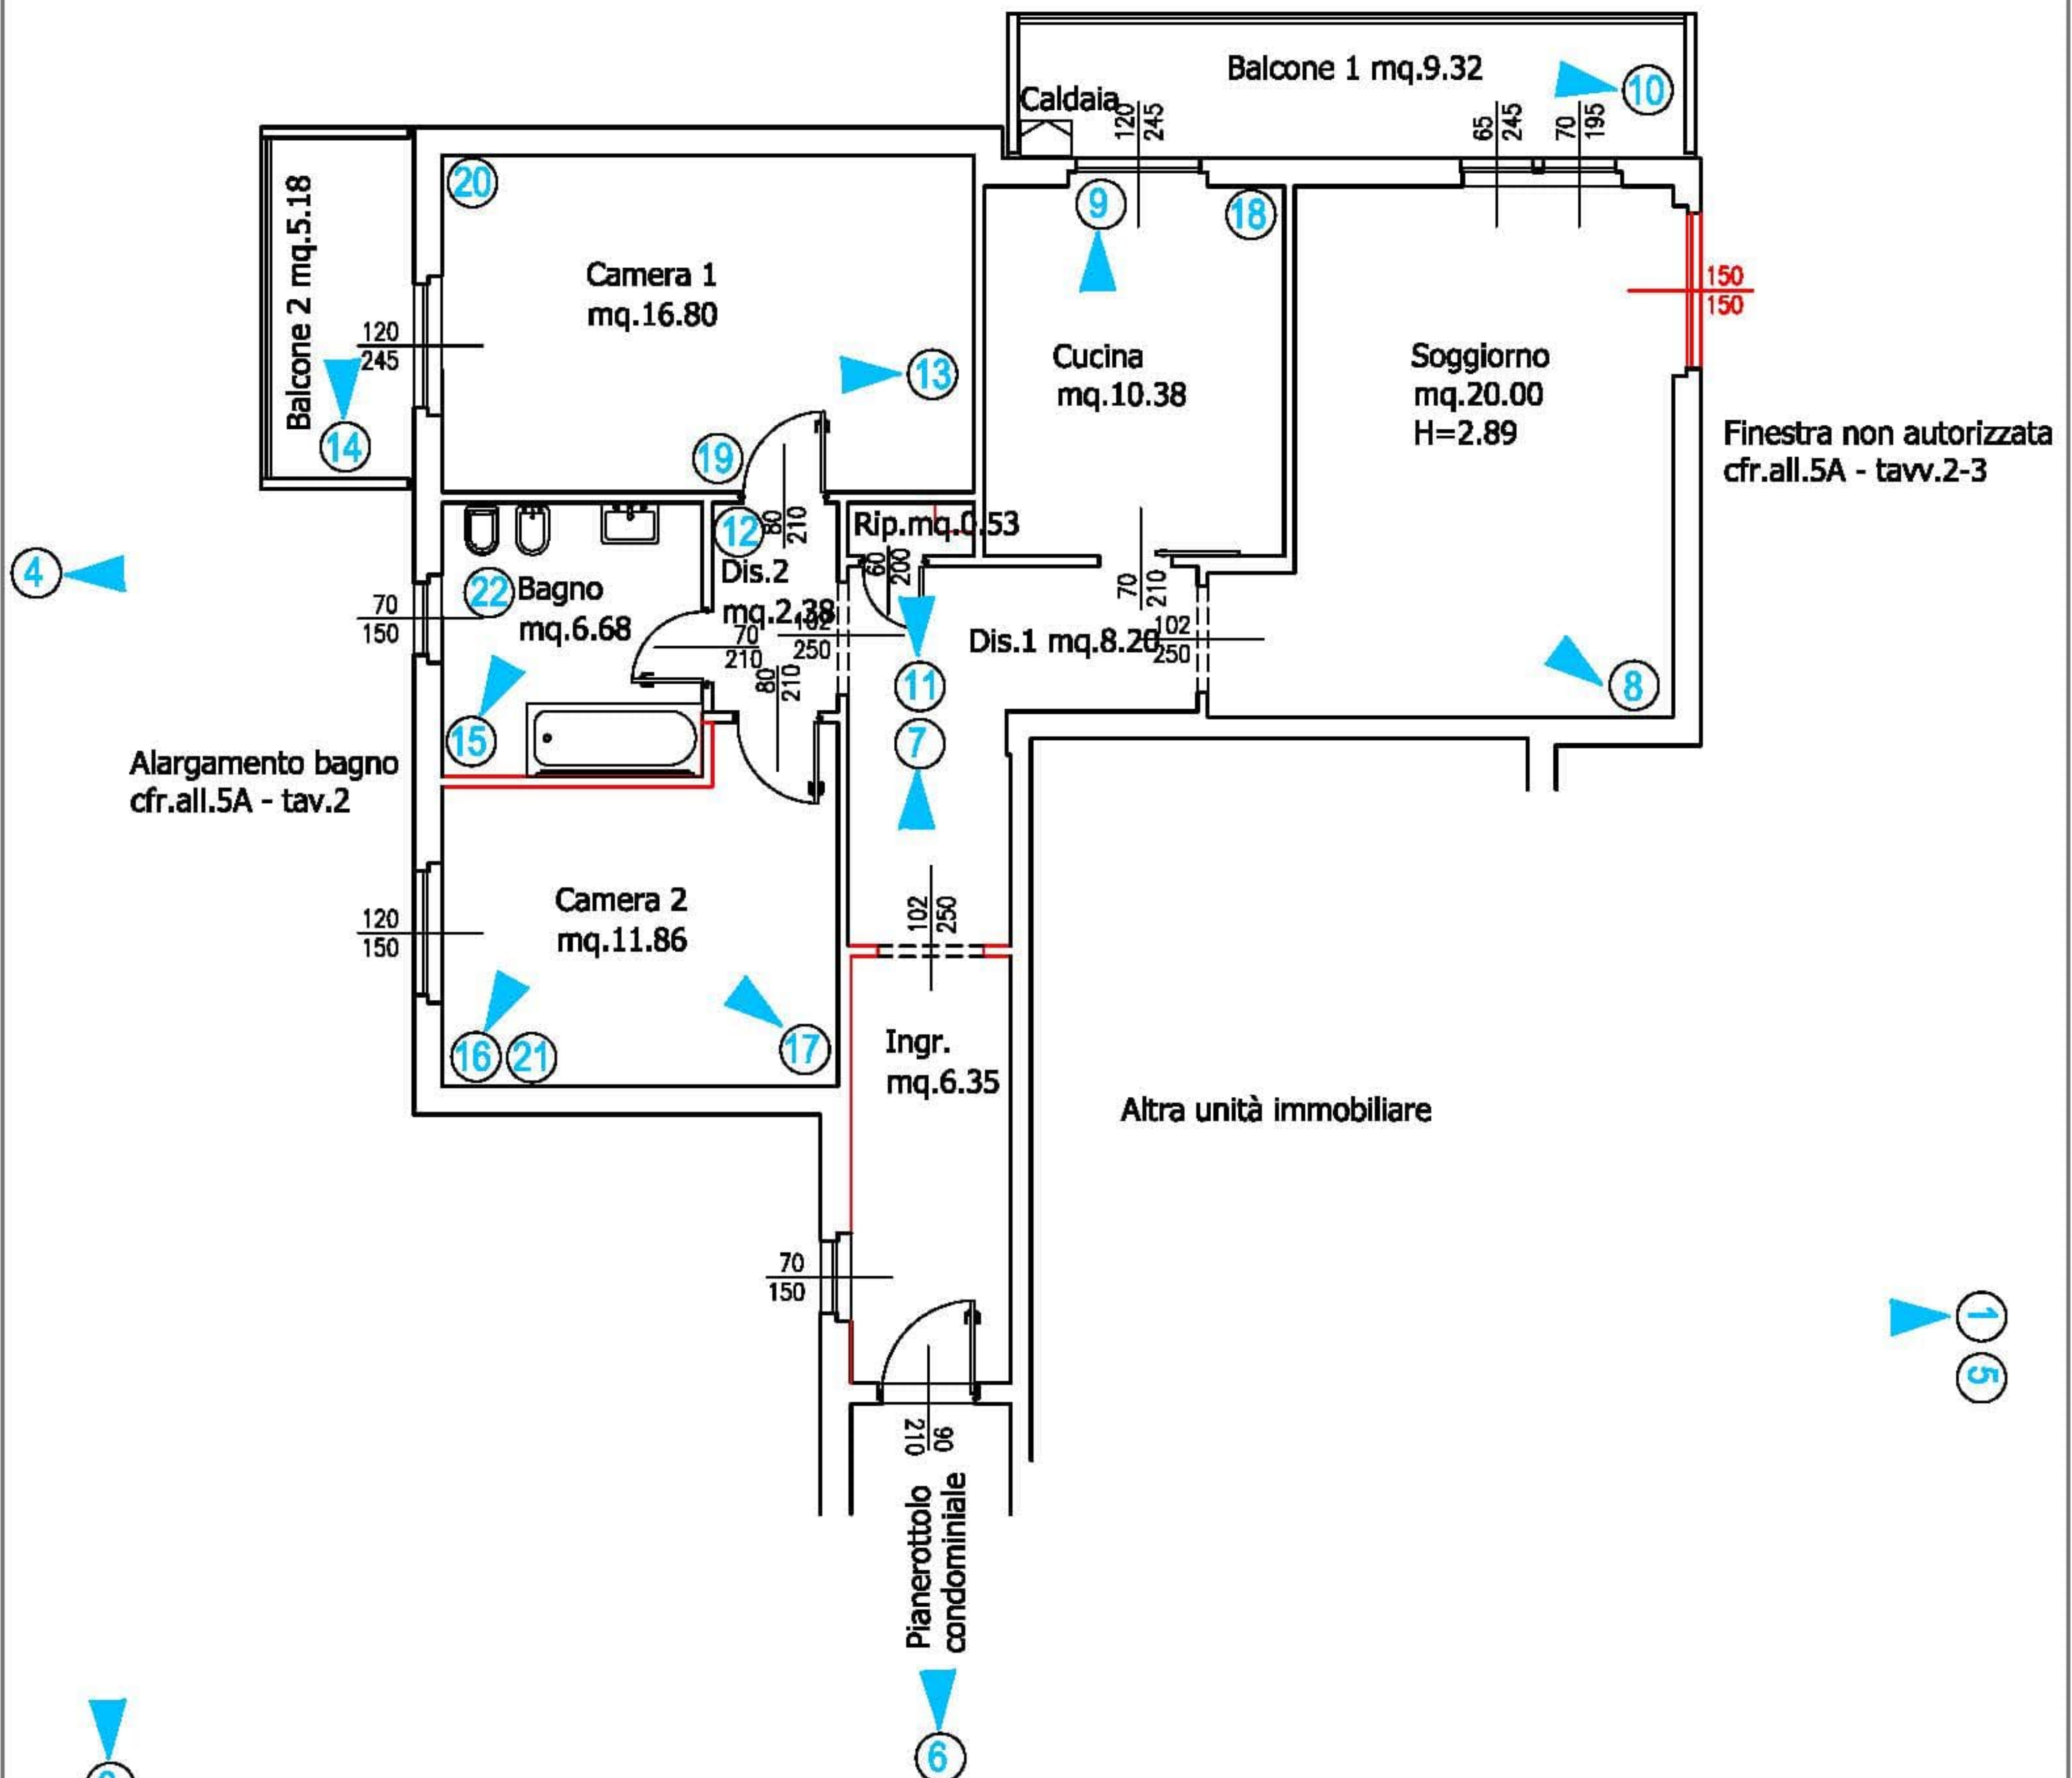 Balcone 1 mq.9.32
10
Caldaia
120
245
65
245
70
195
20
Balcone 2 mq.5.18
9
18
Camera 1
mq.16.80
150
150
120
245
13
Cucina
mq.10.38
Soggiorno
mq.20.00
H=2.89
14
19
Finestra non autorizzata
cfr.all.5A - tavv.2-3
12
80
210
Rip.mq.0.53
60
200
4
22
Bagno
mq.6.68
Dis.2
mq.2.38
70
150
70
210
102
250
80
210
70
210
Dis.1 mq.8.20
102
250
11
8
15
7
Alargamento bagno
cfr.all.5A - tav.2
Camera 2
mq.11.86
120
150
102
250
16
21
17
Ingr.
mq.6.35
Altra unità immobiliare
70
150
1
5
90
210
Pianerottolo
condominiale
6